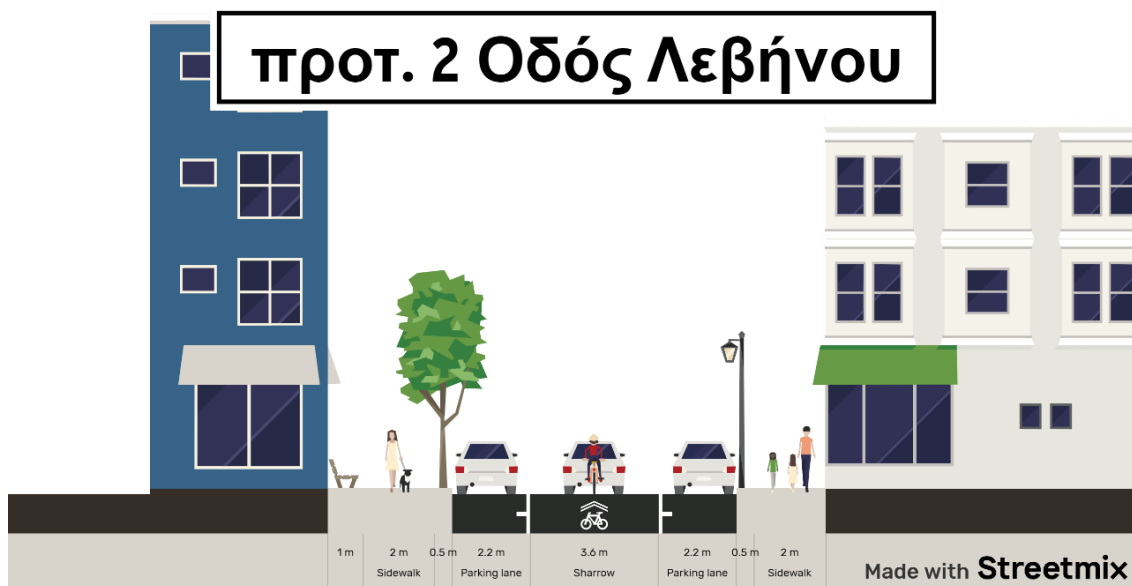 προτ. 2 Οδός Λεβήνου
1 m 2 m 0.5 m 2.2 m 3.6 m 2.2 m 0.5 m 2 m
Sidewalk Parking lane Sharrow Parking lane Sidewalk
Made with Streetmix